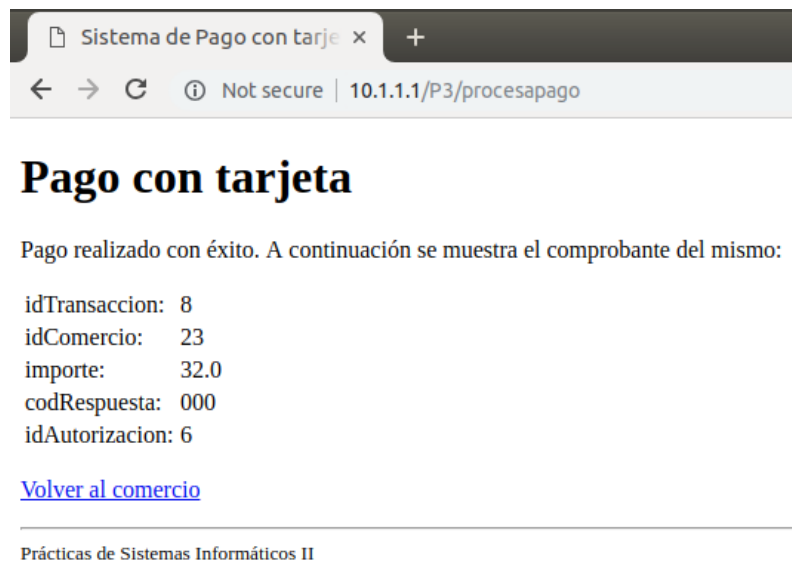 Sistema de Pago con tarje
Not secure | 10.1.1.1/P3/procesapago
Pago con tarjeta
Pago realizado con éxito. A continuación se muestra el comprobante del mismo:
idTransaccion: 8
idComercio: 23
importe: 32.0
codRespuesta: 000
idAutorizacion: 6
Volver al comercio
Prácticas de Sistemas Informáticos II